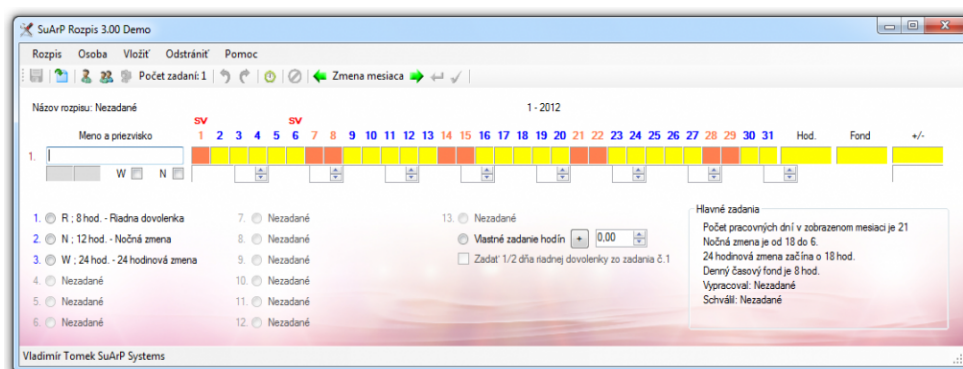 SuArP Rozpis 3.00 Demo
Rozpis Osoba Vložiť Odstrániť Pomoc
Počet zadaní: 1 Zmena mesiaca
Názov rozpisu: Nezadané 1 - 2012
SV SV
Meno a priezvisko 1 2 3 4 5 6 7 8 9 10 11 12 13 14 15 16 17 18 19 20 21 22 23 24 25 26 27 28 29 30 31 Hod. Fond +/-
1.
W N
1. R ; 8 hod. - Riadna dovolenka
2. N ; 12 hod. - Nočná zmena
3. W ; 24 hod. - 24 hodinová zmena
4. Nezadané
5. Nezadané
6. Nezadané
7. Nezadané
8. Nezadané
9. Nezadané
10. Nezadané
11. Nezadané
12. Nezadané
13. Nezadané
Vlastné zadanie hodín + 0,00
Zadať 1/2 dňa riadnej dovolenky zo zadania č.1
Hlavné zadania
Počet pracovných dní v zobrazenom mesiaci je 21
Nočná zmena je od 18 do 6.
24 hodinová zmena začína o 18 hod.
Denný časový fond je 8 hod.
Vypracoval: Nezadané
Schválil: Nezadané
Vladimír Tomek SuArP Systems